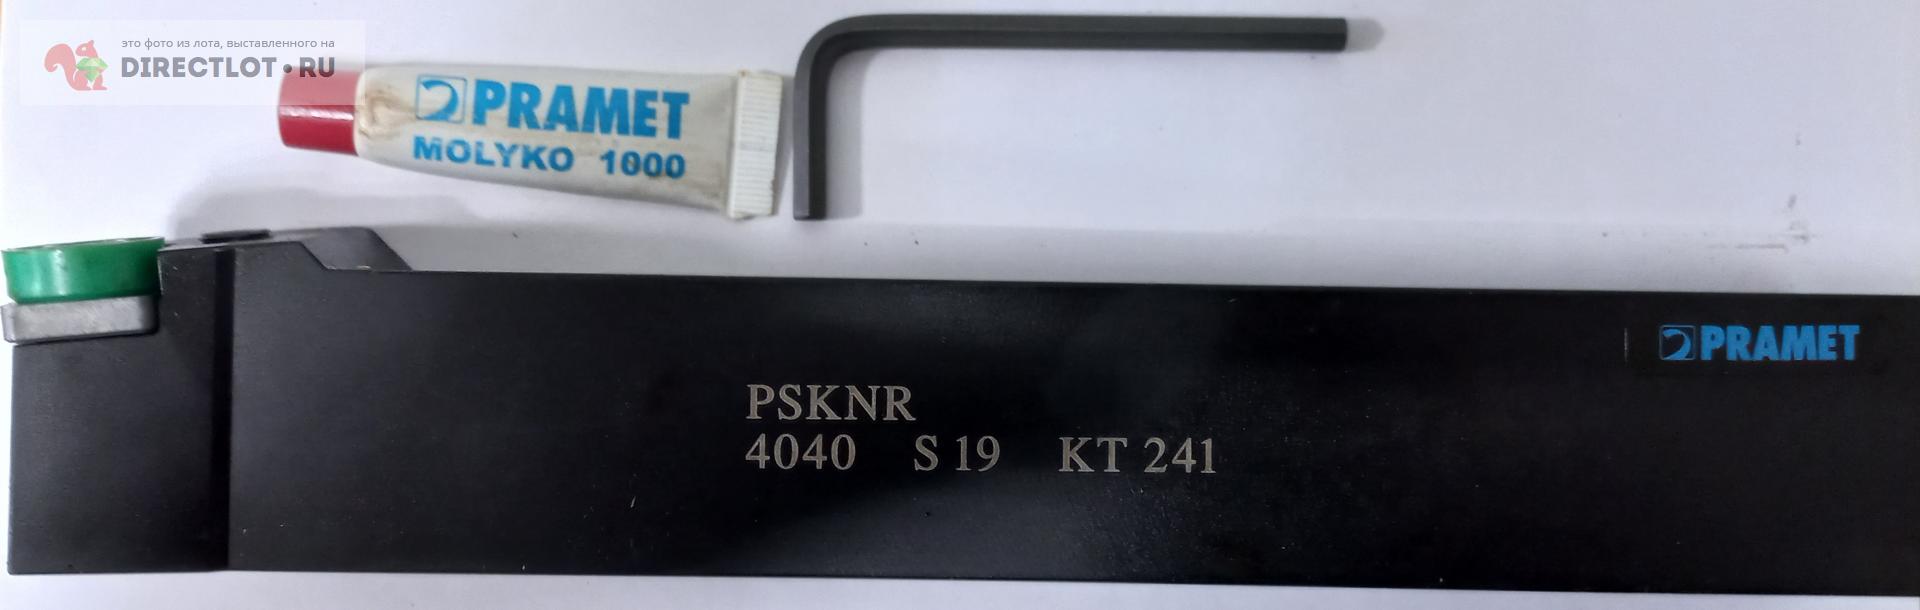 это фото из лота, выставленного на
DIRECTLOT•RU
PRAMET
MOLYKO 1000
PRAMET
PSKNR
4040 S 19 KT 241